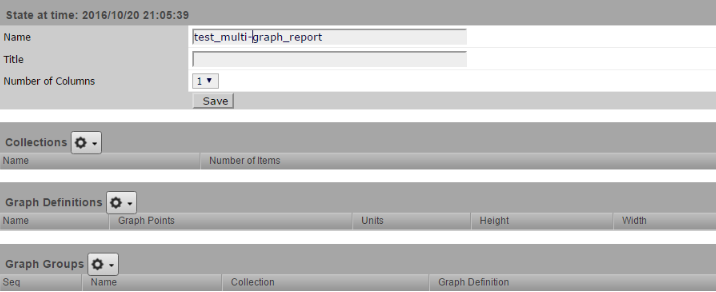 State at time: 2016/10/20 21:05:39
Name test_multi-graph_report
Title
Number of Columns 1
Save
Collections
Name Number of Items
Graph Definitions
Name Graph Points Units Height Width
Graph Groups
Seq Name Collection Graph Definition